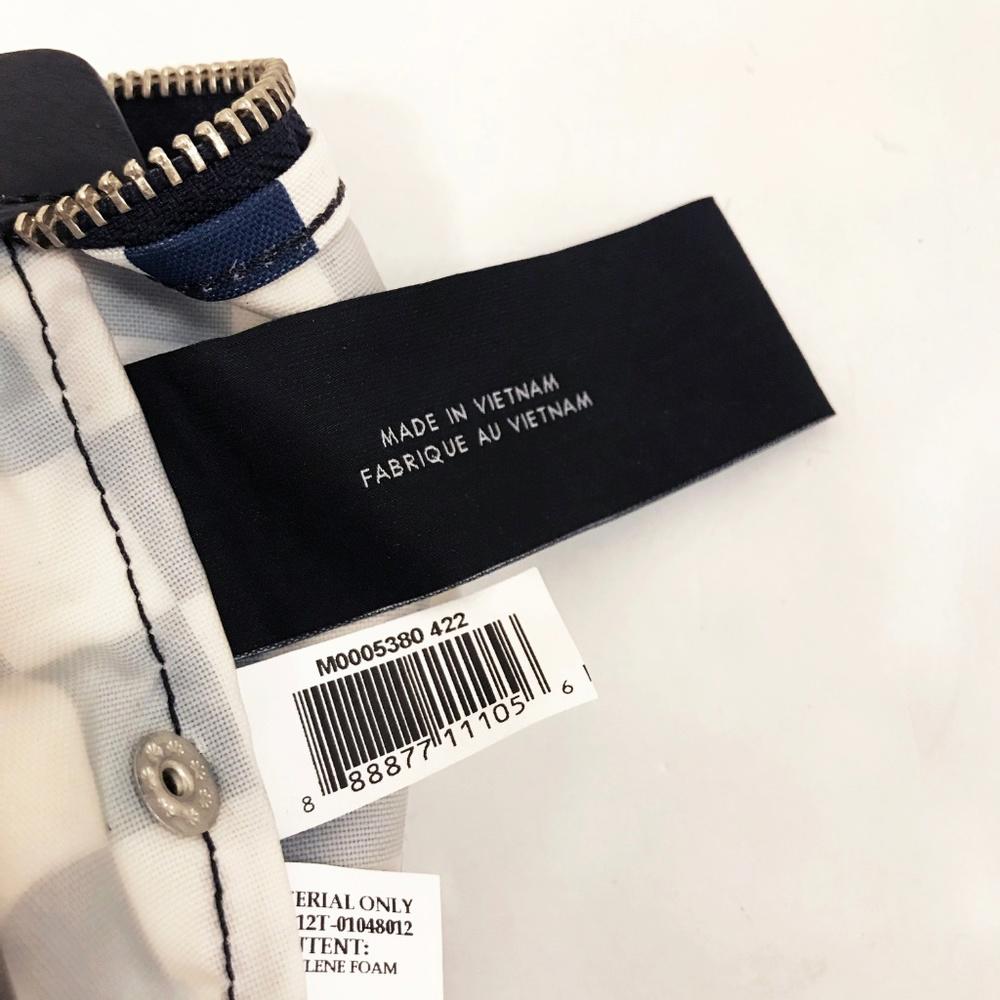 MADE IN VIETNAM
FABRIQUE AU VIETNAM
M0005380 422
8 88877 11105 6
TERIAL ONLY
12T-01048012
TENT:
LENE FOAM